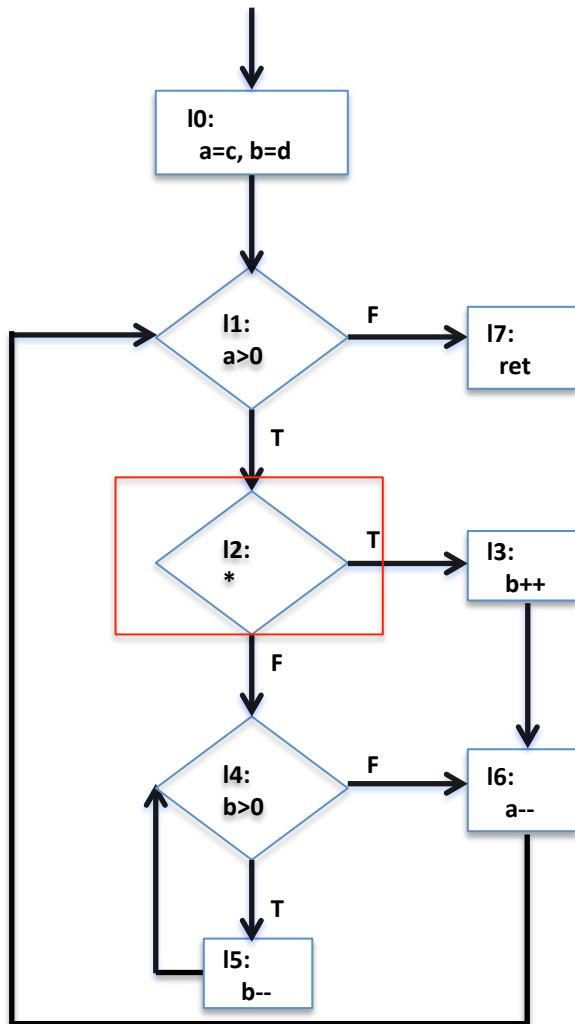 l0:
a=c, b=d
l1:
a>0
F
l7:
ret
T
l2:
*
T
l3:
b++
F
l4:
b>0
F
l6:
a--
T
l5:
b--